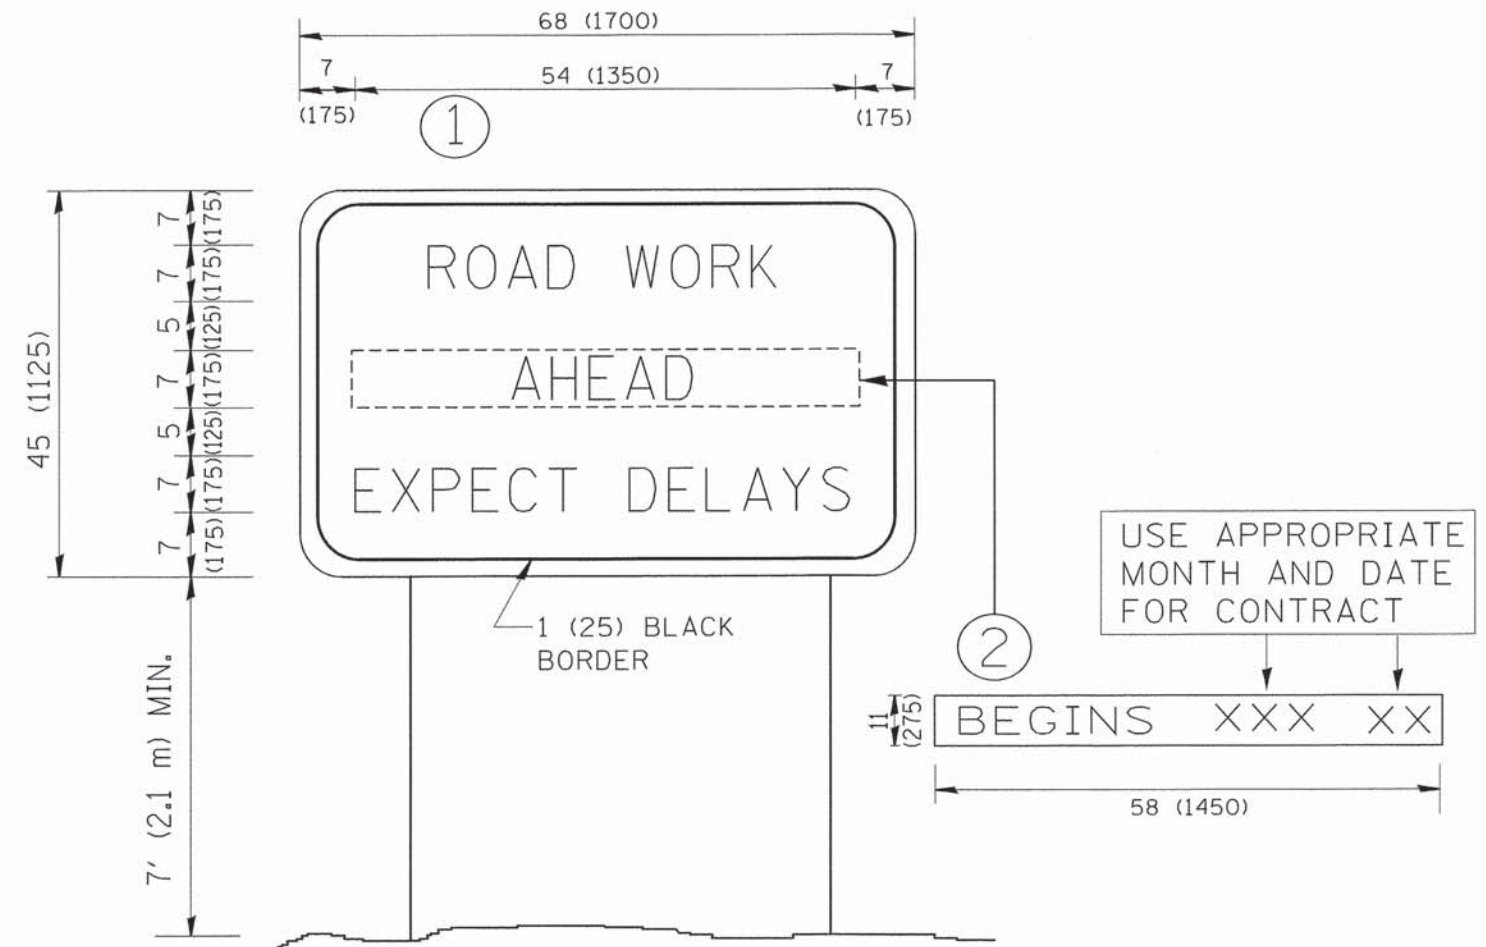 68 (1700)
7
54 (1350)
7
(175)
(175)
1
45 (1125)
7 (175)
7 (175)
5 (125)
7 (175)
5 (125)
7 (175)
7 (175)
7' (2.1 m) MIN.
ROAD WORK
AHEAD
EXPECT DELAYS
1 (25) BLACK
BORDER
2
USE APPROPRIATE
MONTH AND DATE
FOR CONTRACT
11
(275)
BEGINS XXX XX
58 (1450)